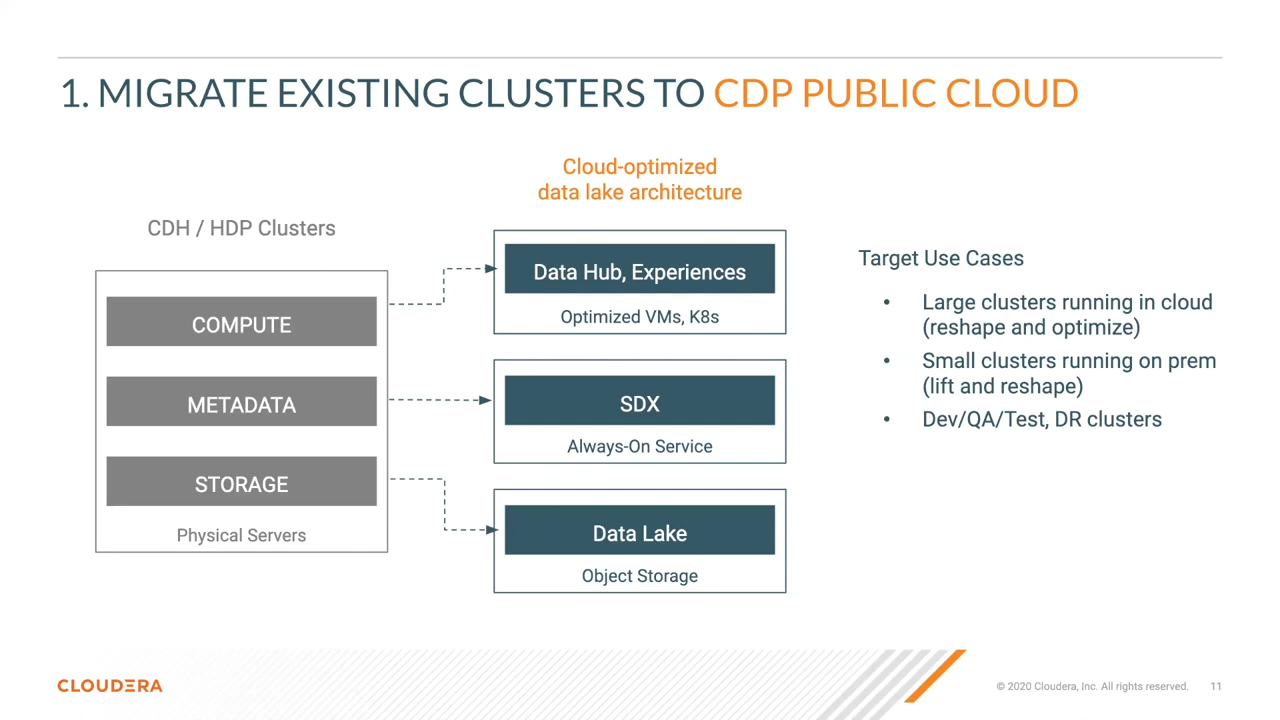 1. MIGRATE EXISTING CLUSTERS TO CDP PUBLIC CLOUD
CDH / HDP Clusters
COMPUTE
METADATA
STORAGE
Physical Servers
Cloud-optimized
data lake architecture
Data Hub, Experiences
Optimized VMs, K8s
SDX
Always-On Service
Data Lake
Object Storage
Target Use Cases
• Large clusters running in cloud
(reshape and optimize)
• Small clusters running on prem
(lift and reshape)
• Dev/QA/Test, DR clusters
CLOUDERA
© 2020 Cloudera, Inc. All rights reserved. 11